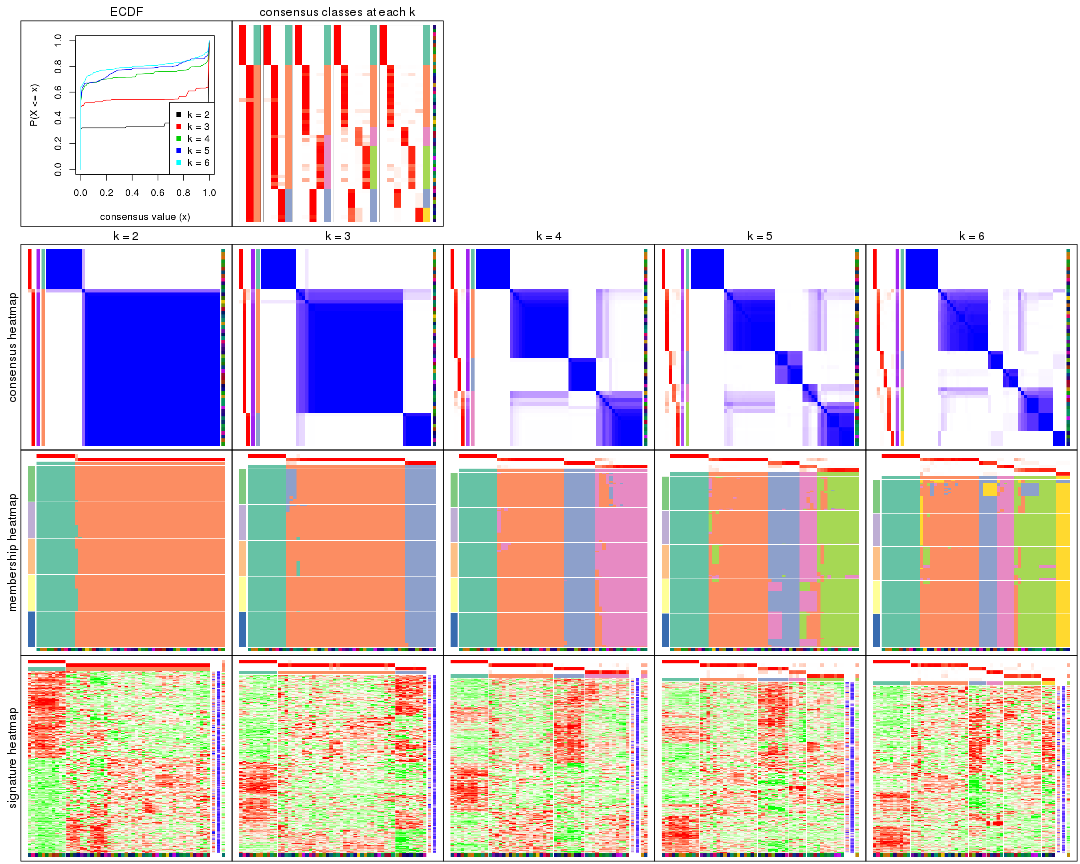 ECDF
consensus classes at each k
P(X <= x)
1.0
0.8
0.6
0.4
0.2
0.0
k = 2
k = 3
k = 4
k = 5
k = 6
0.0 0.2 0.4 0.6 0.8 1.0
consensus value (x)
k = 2 k = 3 k = 4 k = 5 k = 6
consensus heatmap
membership heatmap
signature heatmap